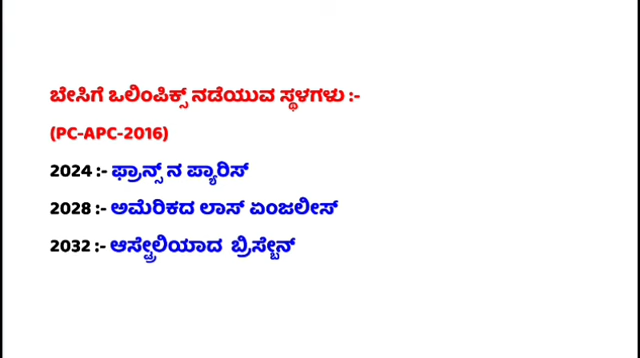 ಬೇಸಿಗೆ ಒಲಿಂಪಿಕ್ಸ್ ನಡೆಯುವ ಸ್ಥಳಗಳು :-
(PC-APC-2016)
2024 :- ಫ್ರಾನ್ಸ್ ನ ಪ್ಯಾರಿಸ್
2028 :- ಅಮೆರಿಕದ ಲಾಸ್ ಏಂಜಲೀಸ್
2032 :- ಆಸ್ಟ್ರೇಲಿಯಾದ ಬ್ರಿಸ್ಬೇನ್